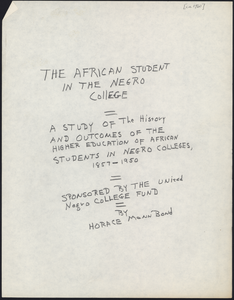 THE AFRICAN STUDENT
IN THE NEGRO
COLLEGE
A STUDY OF The History
AND OUTCOMES OF THE
HIGHER EDUCATION OF AFRICAN
STUDENTS IN NEGRO COLLEGES,
1857-1950
SPONSORED BY THE United
Negro COLLEGE FUND
BY
HORACE Mann Bond